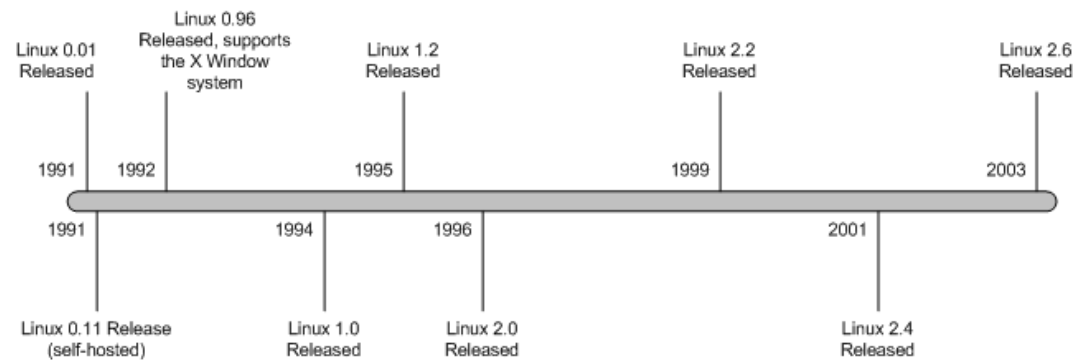 Linux 0.01
Released
1991
Linux 0.96
Released, supports
the X Window
system
1992
Linux 1.2
Released
1995
Linux 2.2
Released
1999
Linux 2.6
Released
2003
1991
Linux 0.11 Release
(self-hosted)
1994
Linux 1.0
Released
1996
Linux 2.0
Released
2001
Linux 2.4
Released